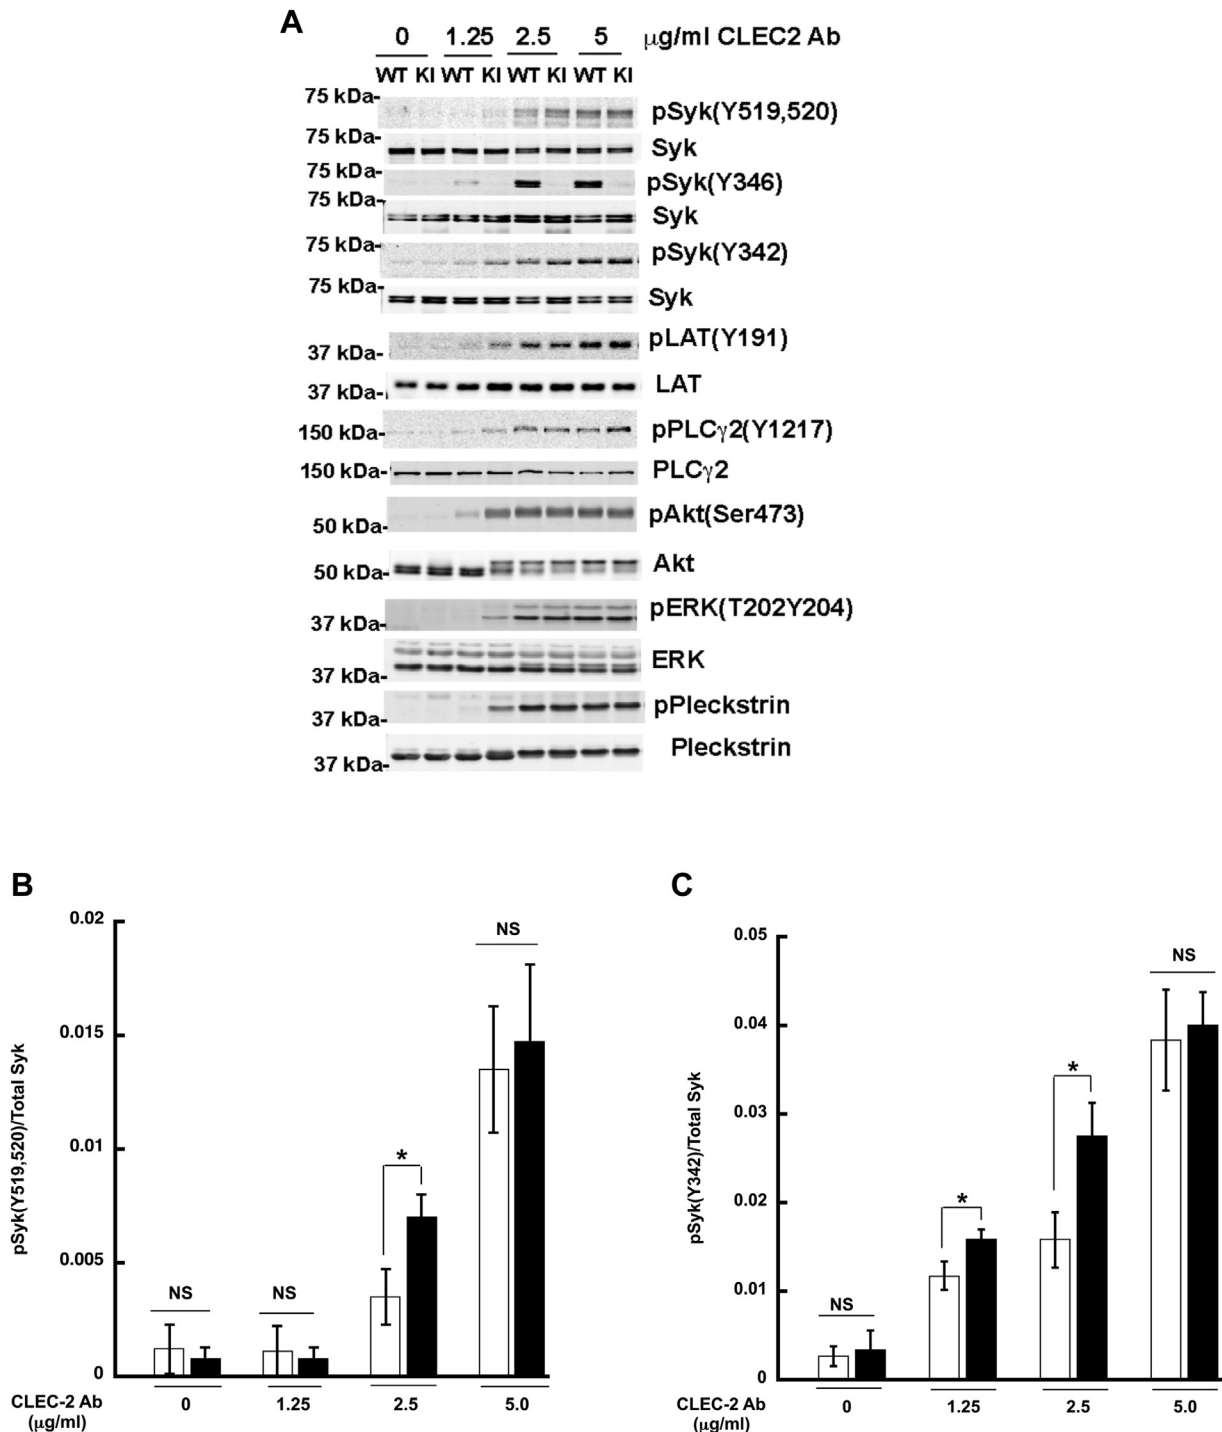 A
0 1.25 2.5 5 μg/ml CLEC2 Ab
WT KI WT KI WT KI WT KI
75 kDa- pSyk(Y519,520)
75 kDa- Syk
75 kDa- pSyk(Y346)
75 kDa- Syk
75 kDa- pSyk(Y342)
75 kDa- Syk
37 kDa- pLAT(Y191)
37 kDa- LAT
150 kDa- pPLCγ2(Y1217)
150 kDa- PLCγ2
50 kDa- pAkt(Ser473)
50 kDa- Akt
37 kDa- pERK(T202Y204)
37 kDa- ERK
37 kDa- pPleckstrin
37 kDa- Pleckstrin
B
pSyk(Y519,520)/Total Syk
0.02
0.015
0.01
0.005
0
NS
NS
*
NS
0 1.25 2.5 5.0
CLEC-2 Ab
(μg/ml)
C
pSyk(Y342)/Total Syk
0.05
0.04
0.03
0.02
0.01
0
NS
*
*
NS
0 1.25 2.5 5.0
CLEC-2 Ab
(μg/ml)